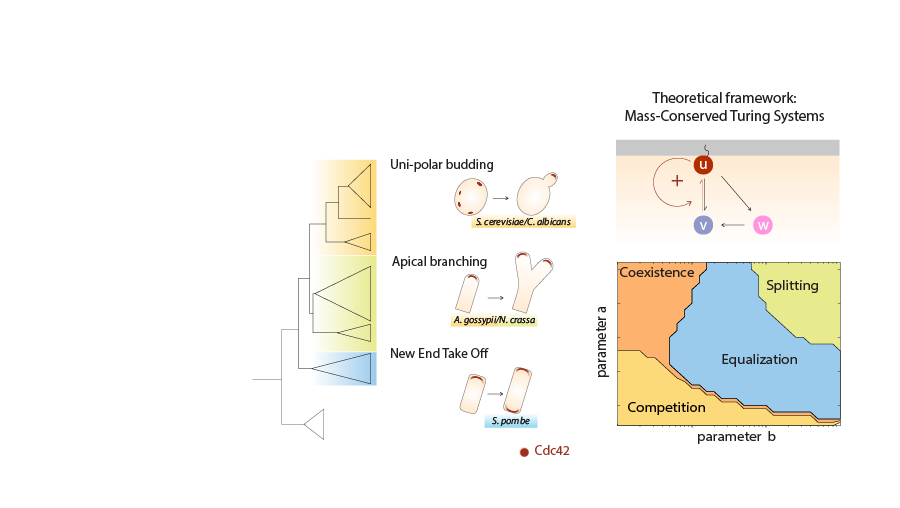 Theoretical framework:
Mass-Conserved Turing Systems
Uni-polar budding
S. cerevisiae/C. albicans
Apical branching
A. gossypii/N. crassa
New End Take Off
S. pombe
Cdc42
u
+
v
w
Coexistence
Splitting
Equalization
Competition
parameter a
parameter b